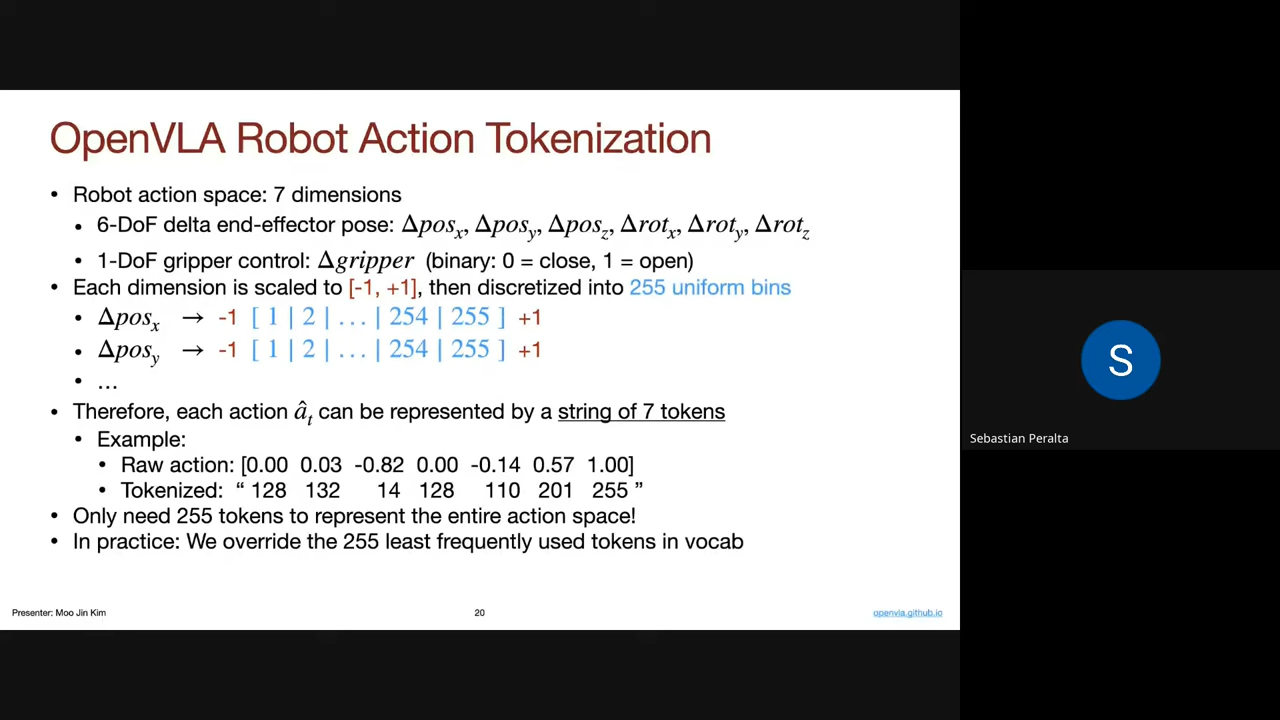 OpenVLA Robot Action Tokenization
• Robot action space: 7 dimensions
• 6-DoF delta end-effector pose: Δposₓ, Δpos_y, Δpos_z, Δrotₓ, Δrot_y, Δrot_z
• 1-DoF gripper control: Δgripper (binary: 0 = close, 1 = open)
• Each dimension is scaled to [-1, +1], then discretized into 255 uniform bins
• Δposₓ → -1 [ 1 | 2 | … | 254 | 255 ] +1
• Δpos_y → -1 [ 1 | 2 | … | 254 | 255 ] +1
• …
• Therefore, each action âₜ can be represented by a string of 7 tokens
• Example:
• Raw action: [0.00 0.03 -0.82 0.00 -0.14 0.57 1.00]
• Tokenized: “ 128 132 14 128 110 201 255 ”
• Only need 255 tokens to represent the entire action space!
• In practice: We override the 255 least frequently used tokens in vocab
Presenter: Moo Jin Kim
20
openvla.github.io
S
Sebastian Peralta